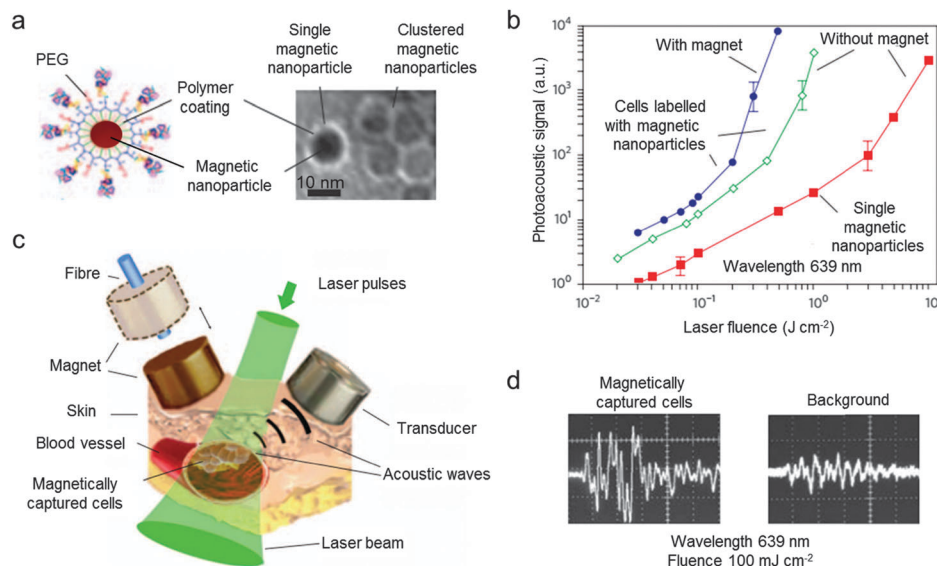 a
PEG
Single
magnetic
nanoparticle
Clustered
magnetic
nanoparticles
Polymer
coating
Magnetic
nanoparticle
10 nm
b
Photoacoustic signal (a.u.)
10⁴
10³
10²
10¹
10⁰
With magnet
Without magnet
Cells labelled
with magnetic
nanoparticles
Single
magnetic
nanoparticles
Wavelength 639 nm
10⁻² 10⁻¹ 10⁰ 10¹
Laser fluence (J cm⁻²)
c
Fibre
Laser pulses
Magnet
Skin
Transducer
Blood vessel
Acoustic waves
Magnetically
captured cells
Laser beam
d
Magnetically
captured cells
Background
Wavelength 639 nm
Fluence 100 mJ cm⁻²